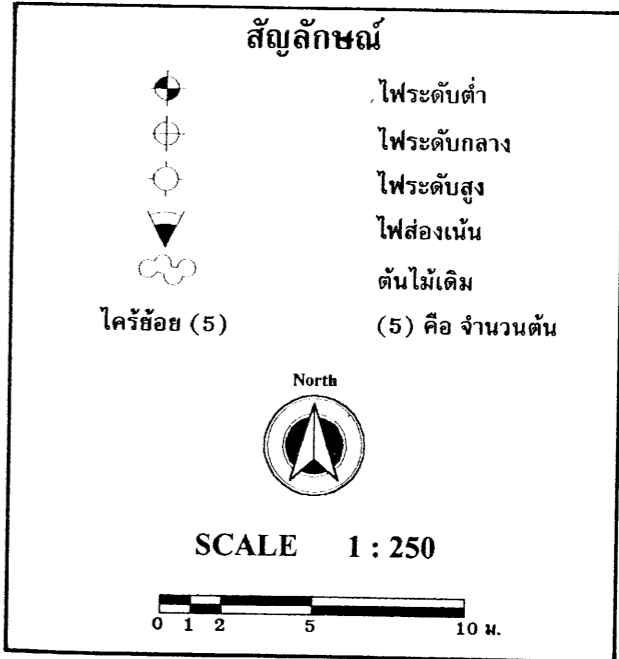 สัญลักษณ์
ไฟระดับต่ำ
ไฟระดับกลาง
ไฟระดับสูง
ไฟส่องเน้น
ต้นไม้เดิม
ไคร้ย้อย (5) (5) คือ จำนวนต้น
North
SCALE 1 : 250
0 1 2 5 10 ม.